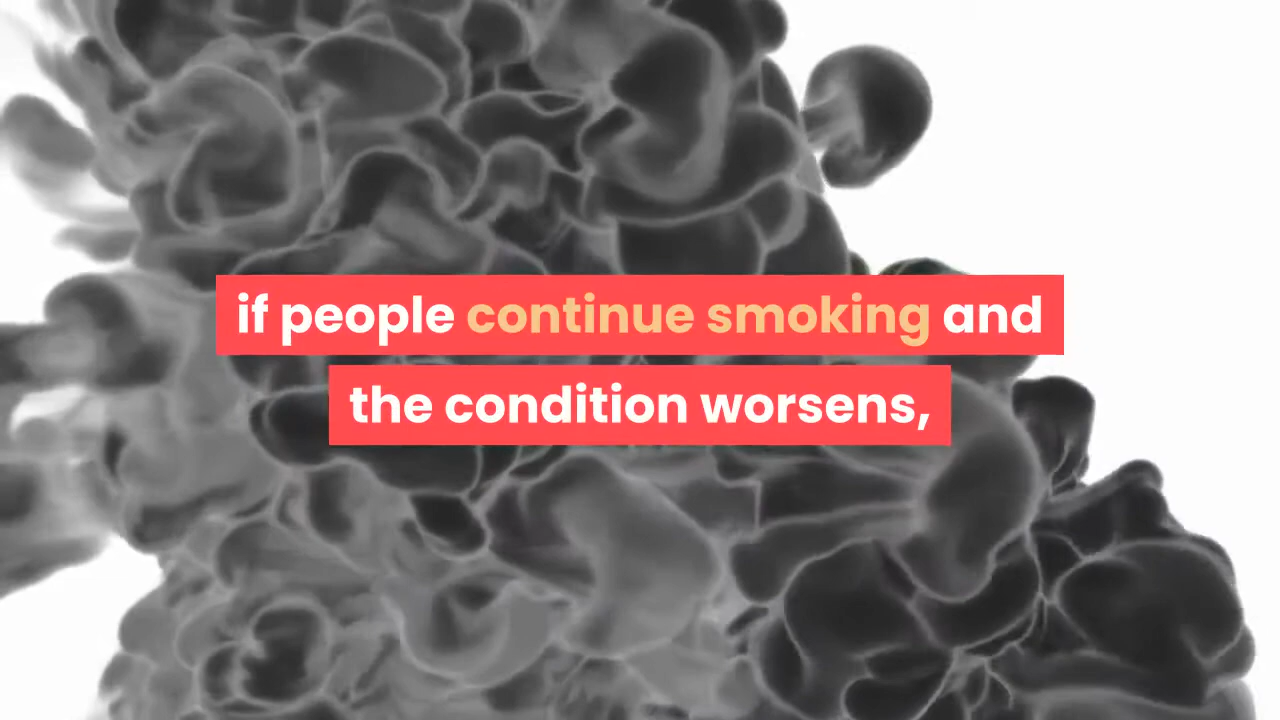 if people continue smoking and
the condition worsens,